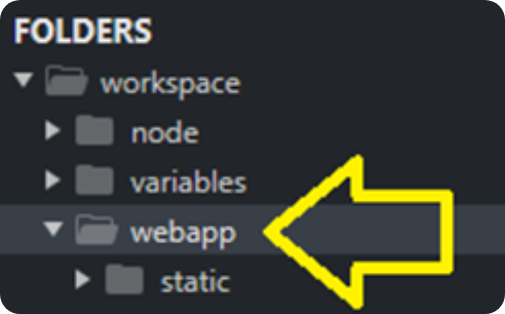 FOLDERS
workspace
node
variables
webapp
static